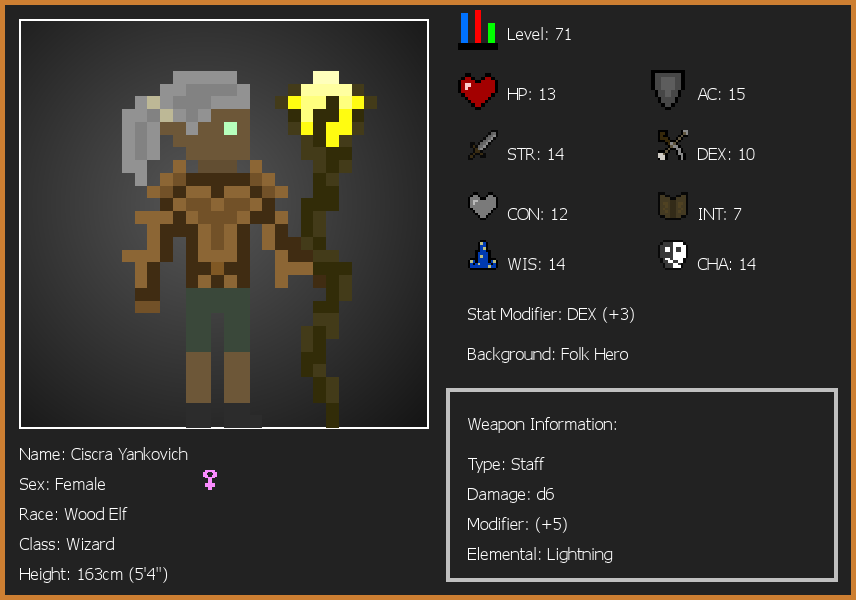 Level: 71
HP: 13
AC: 15
STR: 14
DEX: 10
CON: 12
INT: 7
WIS: 14
CHA: 14
Stat Modifier: DEX (+3)
Background: Folk Hero
Weapon Information:
Type: Staff
Damage: d6
Modifier: (+5)
Elemental: Lightning
Name: Ciscra Yankovich
Sex: Female
Race: Wood Elf
Class: Wizard
Height: 163cm (5'4")